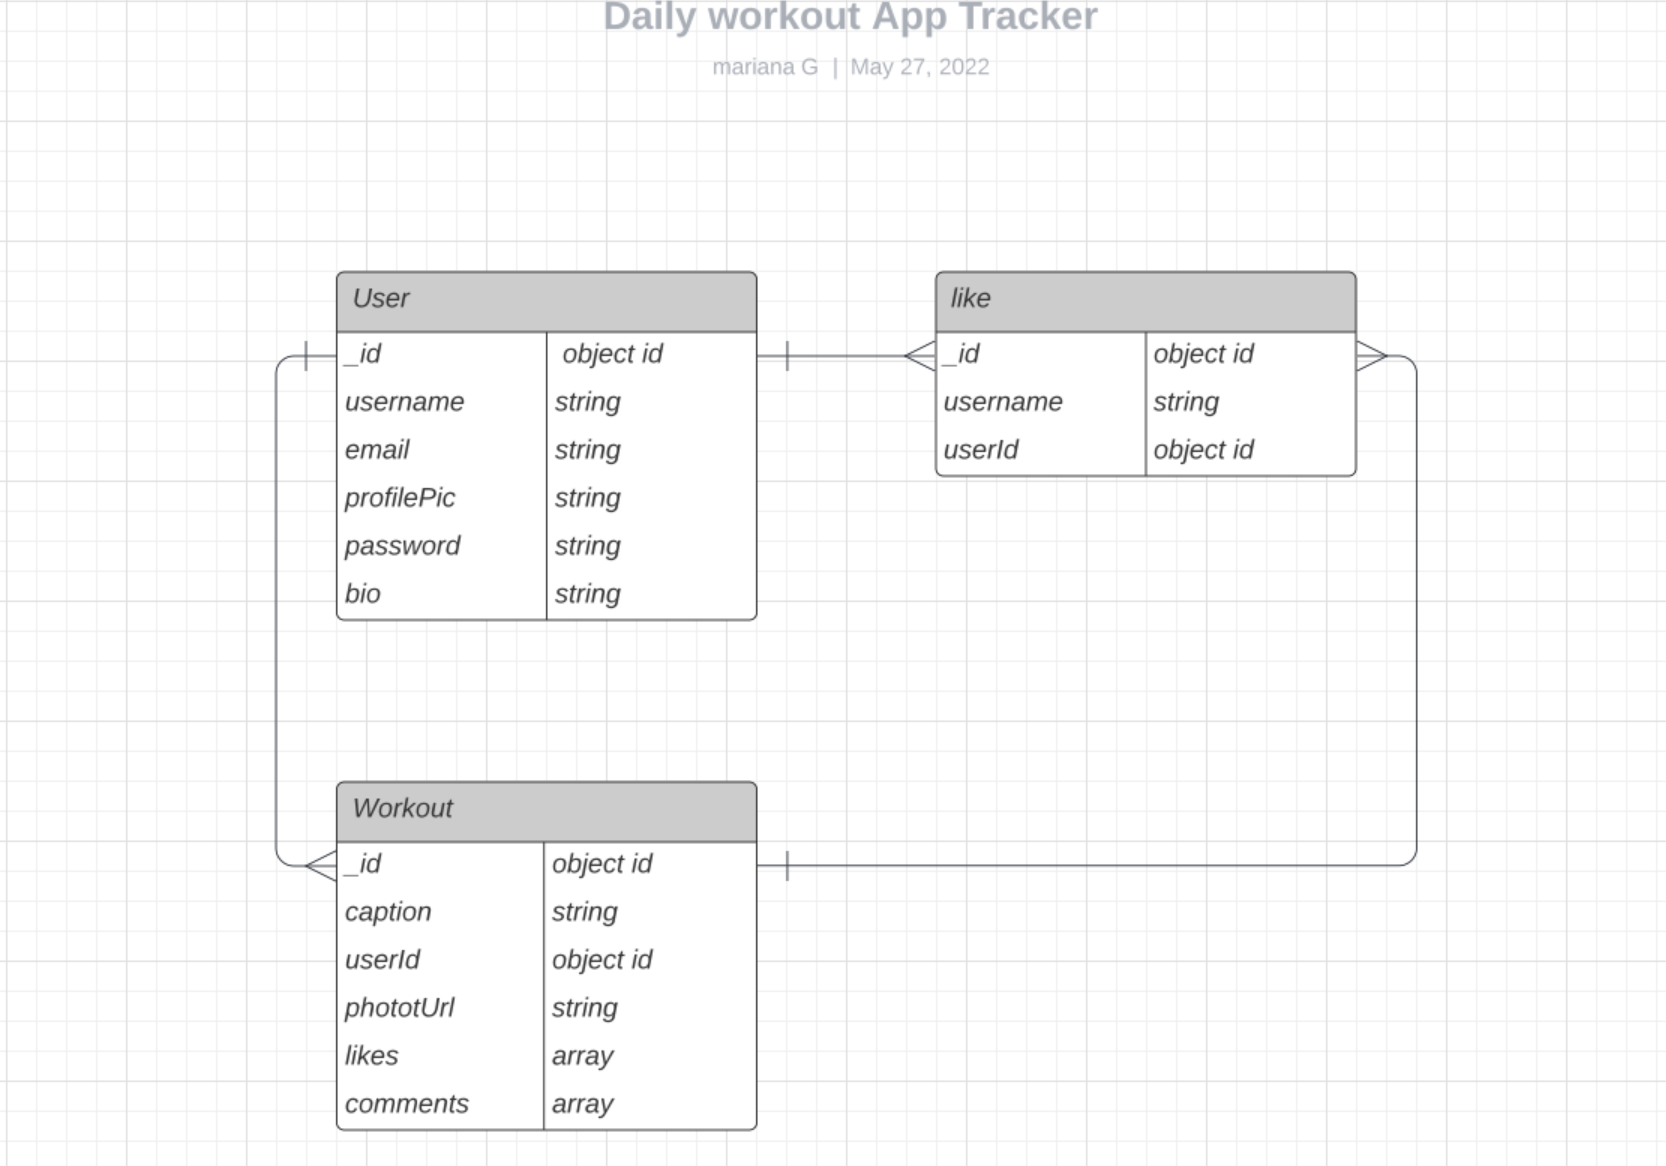 Daily workout App Tracker
mariana G | May 27, 2022
User
_id object id
username string
email string
profilePic string
password string
bio string
like
_id object id
username string
userId object id
Workout
_id object id
caption string
userId object id
phototUrl string
likes array
comments array